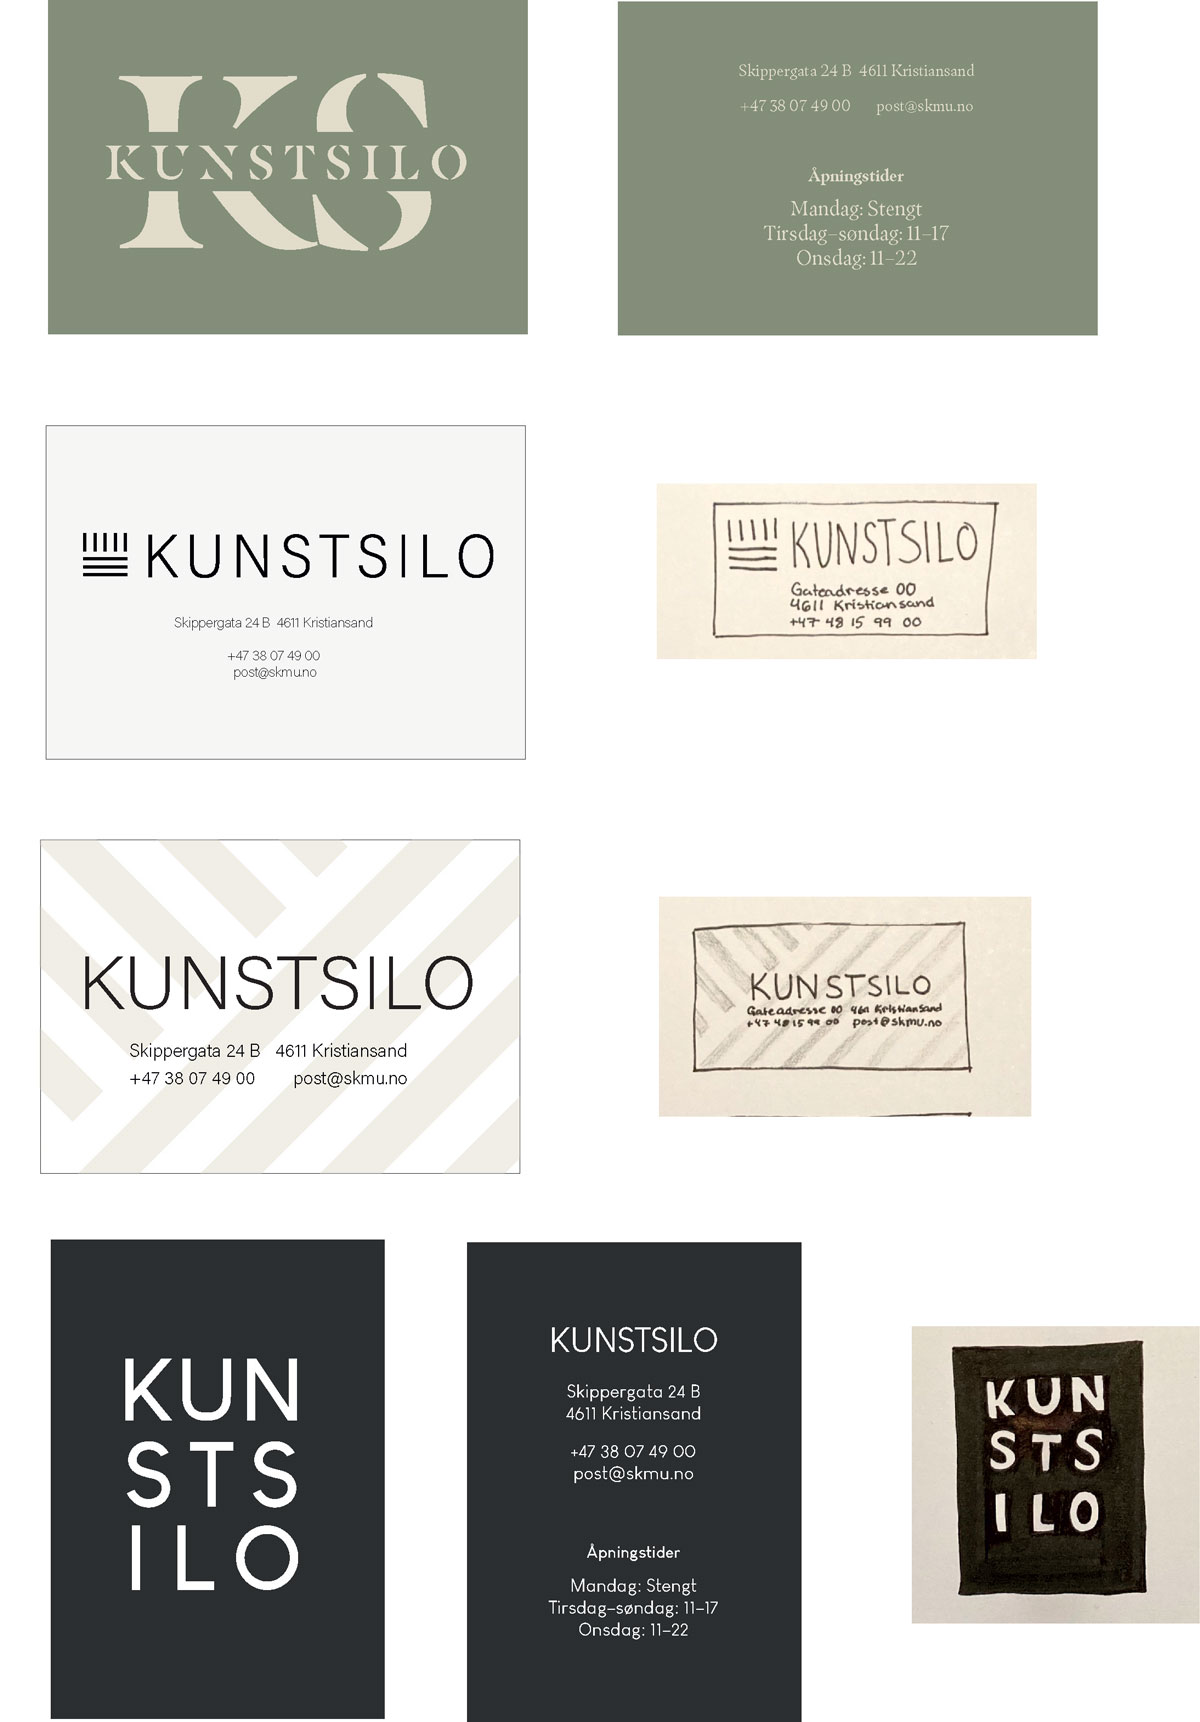 KS
KUNSTSILO
Skippergata 24 B 4611 Kristiansand
+47 38 07 49 00 post@skmu.no
Åpningstider
Mandag: Stengt
Tirsdag–søndag: 11–17
Onsdag: 11–22
KUNSTSILO
Skippergata 24 B 4611 Kristiansand
+47 38 07 49 00
post@skmu.no
KUNSTSILO
Gateadresse 00
4611 Kristiansand
+47 48 15 99 00
KUNSTSILO
Skippergata 24 B 4611 Kristiansand
+47 38 07 49 00 post@skmu.no
KUNSTSILO
Gateadresse 00 4611 Kristiansand
+47 48 15 99 00 post@skmu.no
KUN
STS
ILO
KUNSTSILO
Skippergata 24 B
4611 Kristiansand
+47 38 07 49 00
post@skmu.no
Åpningstider
Mandag: Stengt
Tirsdag–søndag: 11–17
Onsdag: 11–22
KUN
STS
ILO